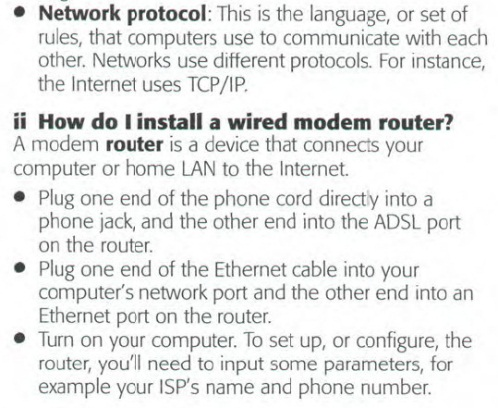 • Network protocol: This is the language, or set of
rules, that computers use to communicate with each
other. Networks use different protocols. For instance,
the Internet uses TCP/IP.
ii How do I install a wired modem router?
A modem router is a device that connects your
computer or home LAN to the Internet.
• Plug one end of the phone cord directly into a
phone jack, and the other end into the ADSL port
on the router.
• Plug one end of the Ethernet cable into your
computer's network port and the other end into an
Ethernet port on the router.
• Turn on your computer. To set up, or configure, the
router, you'll need to input some parameters, for
example your ISP's name and phone number.